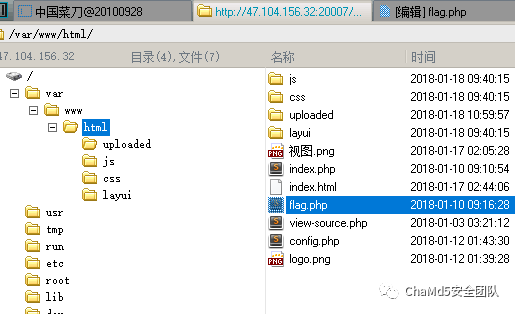 中国菜刀@20100928 http://47.104.156.32:20007/... [编辑] flag.php
/var/www/html/
47.104.156.32 目录(4),文件(7) 名称 时间
/
var
www
html
uploaded
js
css
layui
usr
tmp
run
etc
root
lib
js 2018-01-18 09:40:15
css 2018-01-18 09:40:15
uploaded 2018-01-18 10:59:57
layui 2018-01-18 09:40:15
视图.png 2018-01-17 02:05:28
index.php 2018-01-10 09:10:54
index.html 2018-01-17 02:44:06
flag.php 2018-01-10 09:16:28
view-source.php 2018-01-03 03:21:12
config.php 2018-01-12 01:43:30
logo.png 2018-01-12 01:39:28
ChaMd5安全团队